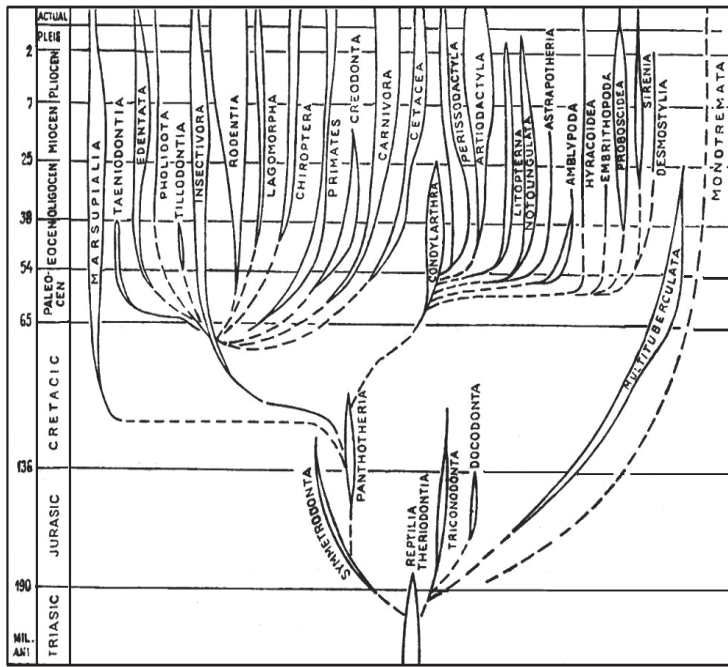 ACTUAL
PLEIS
PLIOCEN
MIOCEN
OLIGOCEN
EOCEN
PALEO-
CEN
CRETACIC
JURASIC
TRIASIC
2
7
25
38
54
65
136
190
MIL.
ANI
MARSUPIALIA
TAENIODONTIA
EDENTATA
PHOLIDOTA
TILLODONTIA
INSECTIVORA
RODENTIA
LAGOMORPHA
CHIROPTERA
PRIMATES
CREODONTA
CARNIVORA
CETACEA
CONDYLARTHRA
PERISSODACTYLA
ARTIODACTYLA
LITOPTERNA
NOTOUNGULATA
ASTRAPOTHERIA
AMBLYPODA
HYRACOIDEA
EMBRITHOPODA
PROBOSCIDEA
SIRENIA
DESMOSTYLIA
MONOTREMATA
MULTITUBERCULATA
PANTHOTHERIA
SYMMETRODONTA
REPTILIA
THERIODONTIA
TRICONODONTA
DOCODONTA